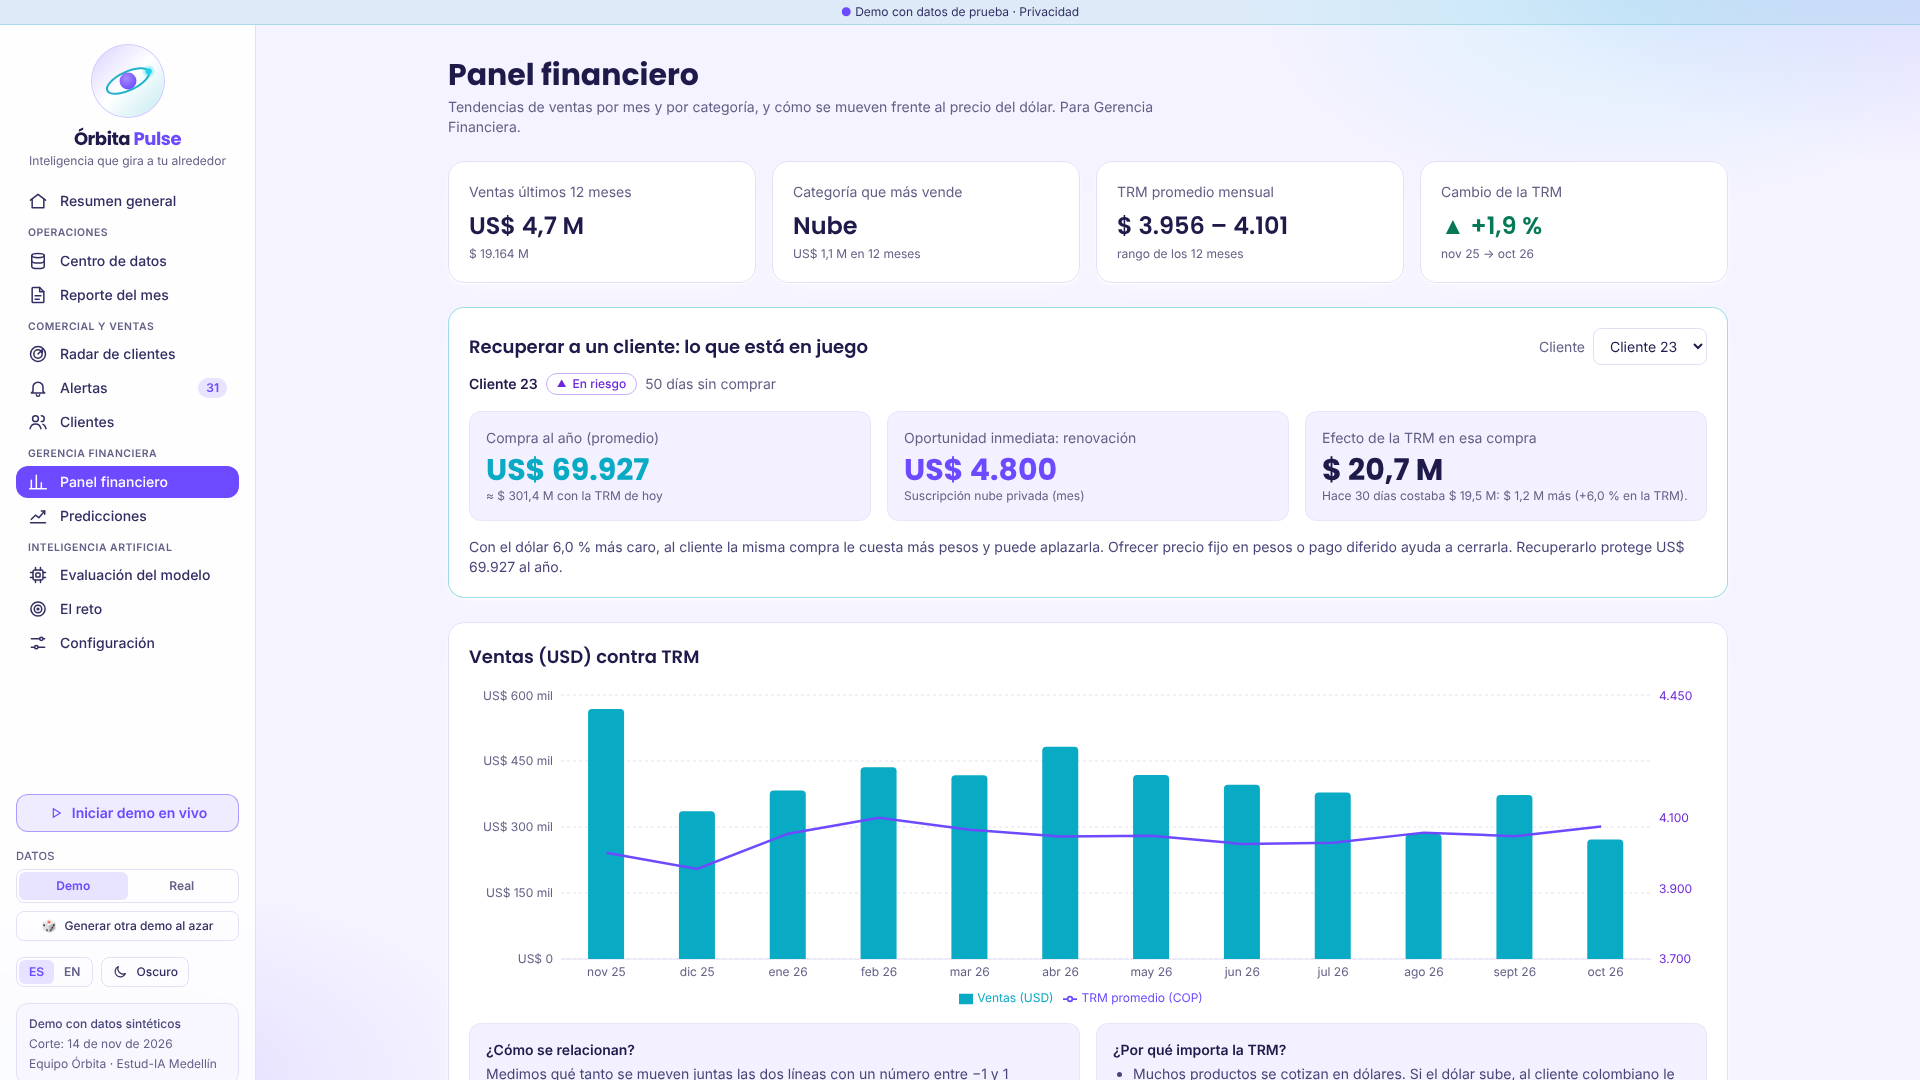 Demo con datos de prueba · Privacidad
Órbita Pulse
Inteligencia que gira a tu alrededor
Resumen general
OPERACIONES
Centro de datos
Reporte del mes
COMERCIAL Y VENTAS
Radar de clientes
Alertas 31
Clientes
GERENCIA FINANCIERA
Panel financiero
Predicciones
INTELIGENCIA ARTIFICIAL
Evaluación del modelo
El reto
Configuración
Iniciar demo en vivo
DATOS
Demo Real
Generar otra demo al azar
ES EN Oscuro
Demo con datos sintéticos
Corte: 14 de nov de 2026
Equipo Órbita · Estud-IA Medellín
Panel financiero
Tendencias de ventas por mes y por categoría, y cómo se mueven frente al precio del dólar. Para Gerencia
Financiera.
Ventas últimos 12 meses
US$ 4,7 M
$ 19.164 M
Categoría que más vende
Nube
US$ 1,1 M en 12 meses
TRM promedio mensual
$ 3.956 – 4.101
rango de los 12 meses
Cambio de la TRM
▲ +1,9 %
nov 25 → oct 26
Recuperar a un cliente: lo que está en juego
Cliente Cliente 23
Cliente 23 ▲ En riesgo 50 días sin comprar
Compra al año (promedio)
US$ 69.927
≈ $ 301,4 M con la TRM de hoy
Oportunidad inmediata: renovación
US$ 4.800
Suscripción nube privada (mes)
Efecto de la TRM en esa compra
$ 20,7 M
Hace 30 días costaba $ 19,5 M: $ 1,2 M más (+6,0 % en la TRM).
Con el dólar 6,0 % más caro, al cliente la misma compra le cuesta más pesos y puede aplazarla. Ofrecer precio fijo en pesos o pago diferido ayuda a cerrarla. Recuperarlo protege US$
69.927 al año.
Ventas (USD) contra TRM
US$ 600 mil
US$ 450 mil
US$ 300 mil
US$ 150 mil
US$ 0
4.450
4.100
3.900
3.700
nov 25 dic 25 ene 26 feb 26 mar 26 abr 26 may 26 jun 26 jul 26 ago 26 sept 26 oct 26
Ventas (USD) TRM promedio (COP)
¿Cómo se relacionan?
Medimos qué tanto se mueven juntas las dos líneas con un número entre −1 y 1
¿Por qué importa la TRM?
• Muchos productos se cotizan en dólares. Si el dólar sube, al cliente colombiano le